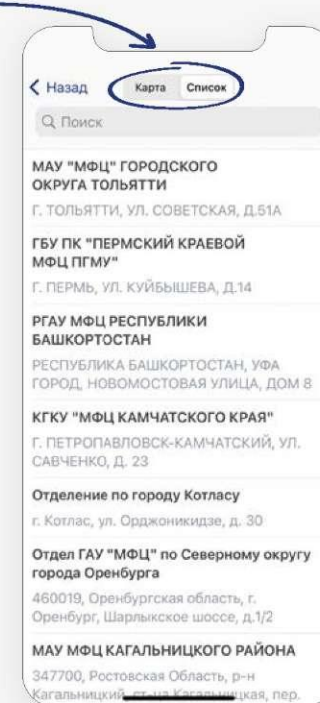 Назад
Карта Список
Поиск
МАУ "МФЦ" ГОРОДСКОГО
ОКРУГА ТОЛЬЯТТИ
Г. ТОЛЬЯТТИ, УЛ. СОВЕТСКАЯ, Д.51А
ГБУ ПК "ПЕРМСКИЙ КРАЕВОЙ
МФЦ ПГМУ"
Г. ПЕРМЬ, УЛ. КУЙБЫШЕВА, Д.14
РГАУ МФЦ РЕСПУБЛИКИ
БАШКОРТОСТАН
РЕСПУБЛИКА БАШКОРТОСТАН, УФА
ГОРОД, НОВОМОСТОВАЯ УЛИЦА, ДОМ 8
КГКУ "МФЦ КАМЧАТСКОГО КРАЯ"
Г. ПЕТРОПАВЛОВСК-КАМЧАТСКИЙ, УЛ.
САВЧЕНКО, Д. 23
Отделение по городу Котласу
г. Котлас, ул. Орджоникидзе, д. 30
Отдел ГАУ "МФЦ" по Северному округу
города Оренбурга
460019, Оренбургская область, г.
Оренбург, Шарлыкское шоссе, д.1/2
МАУ МФЦ КАГАЛЬНИЦКОГО РАЙОНА
347700, Ростовская Область, р-н
Кагальницкий, ст-ца Кагальницкая, пер.